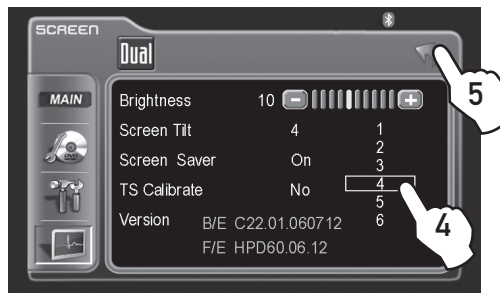 SCREEN
Dual
5
MAIN
Brightness 10 - +
Screen Tilt 4 1
2
Screen Saver On 3
4
TS Calibrate No 5
Version B/E C22.01.060712 6
4
F/E HPD60.06.12
DVD